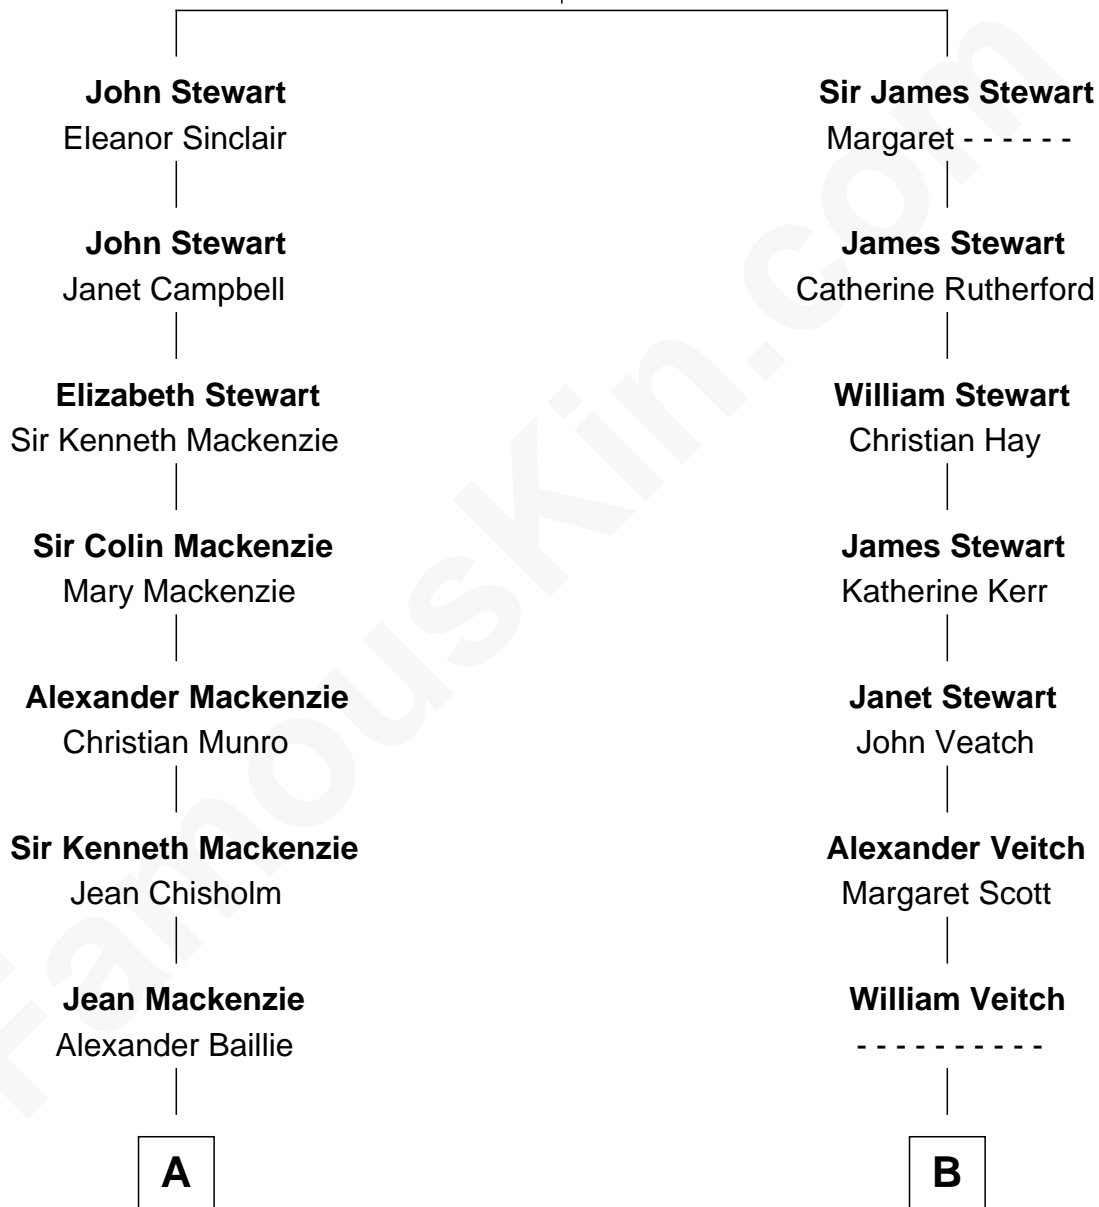 John Stewart
Eleanor Sinclair
John Stewart
Janet Campbell
Elizabeth Stewart
Sir Kenneth Mackenzie
Sir Colin Mackenzie
Mary Mackenzie
Alexander Mackenzie
Christian Munro
Sir Kenneth Mackenzie
Jean Chisholm
Jean Mackenzie
Alexander Baillie
A
Sir James Stewart
Margaret - - - - - -
James Stewart
Catherine Rutherford
William Stewart
Christian Hay
James Stewart
Katherine Kerr
Janet Stewart
John Veatch
Alexander Veitch
Margaret Scott
William Veitch
- - - - - - - - - -
B
FamousKin.com